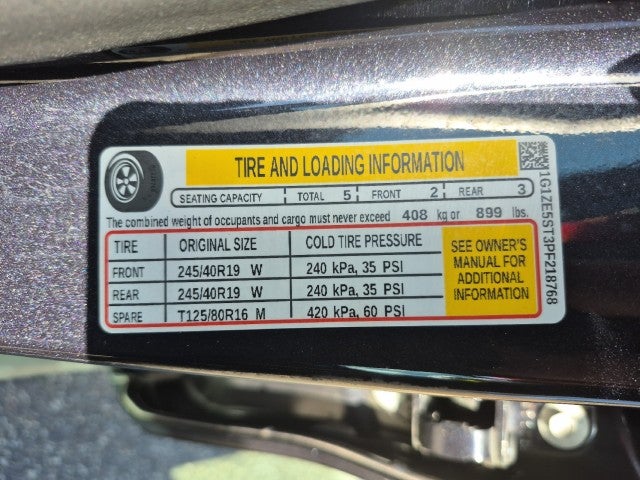 TIRE AND LOADING INFORMATION
SEATING CAPACITY TOTAL 5 FRONT 2 REAR 3
The combined weight of occupants and cargo must never exceed 408 kg or 899 lbs.
TIRE ORIGINAL SIZE COLD TIRE PRESSURE
FRONT 245/40R19 W 240 kPa, 35 PSI
REAR 245/40R19 W 240 kPa, 35 PSI
SPARE T125/80R16 M 420 kPa, 60 PSI
SEE OWNER'S
MANUAL FOR
ADDITIONAL
INFORMATION
1G1ZE5ST3PF218768